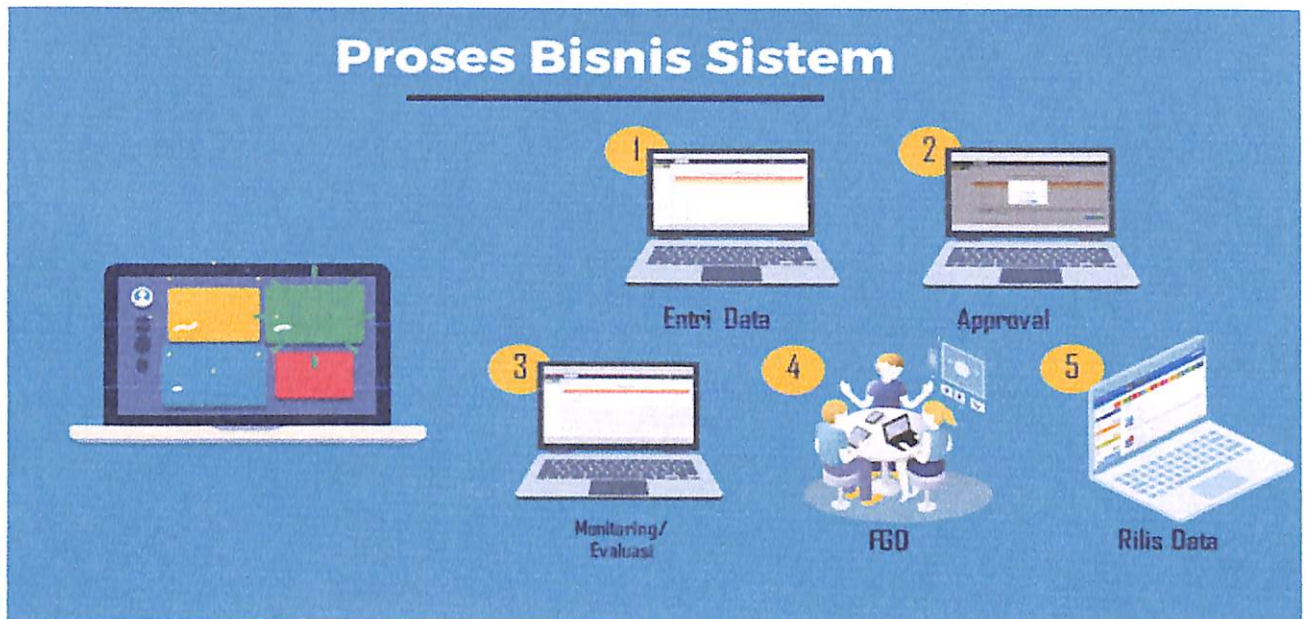 Proses Bisnis Sistem
1
2
Entri Data
Approval
3
4
5
Monitoring/
Evaluasi
FGD
Rilis Data